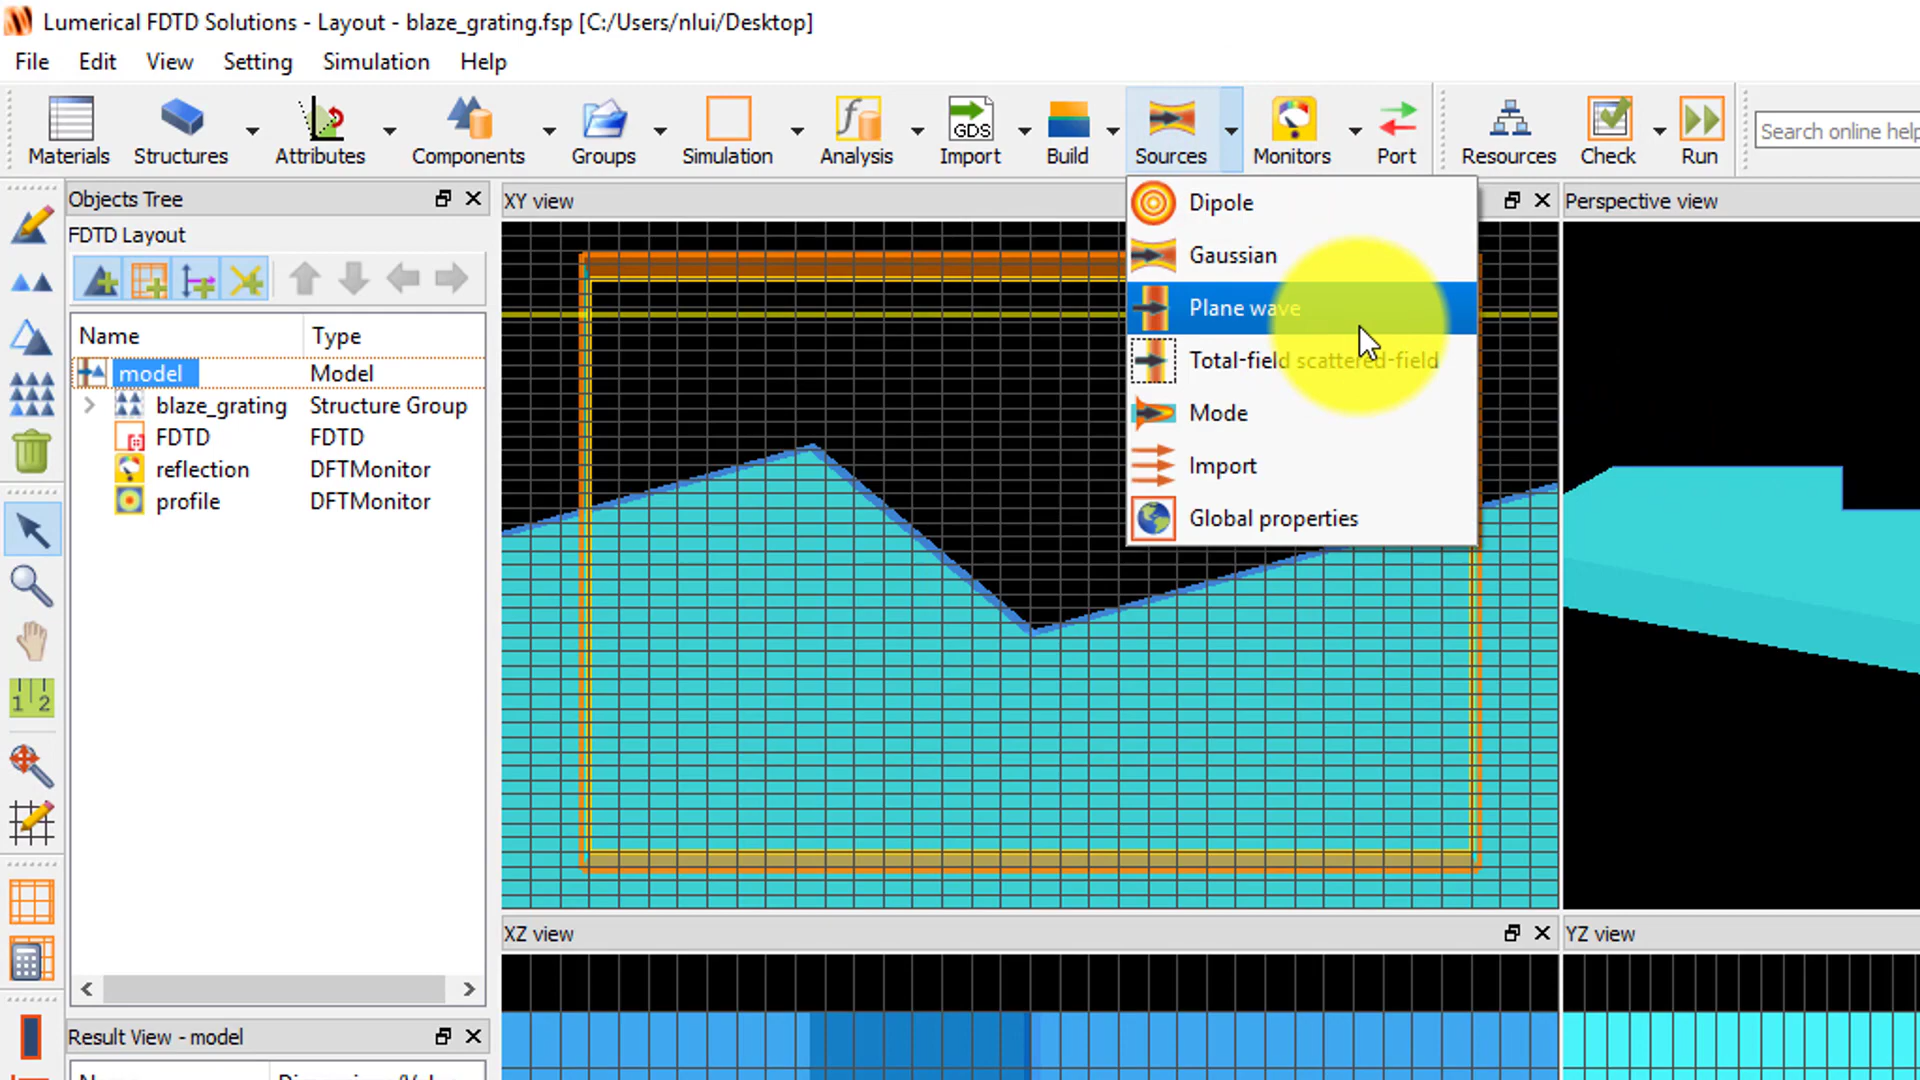 Lumerical FDTD Solutions - Layout - blaze_grating.fsp [C:/Users/nlui/Desktop]
File Edit View Setting Simulation Help
Materials Structures Attributes Components Groups Simulation Analysis Import Build Sources Monitors Port Resources Check Run
GDS
Search online help
Objects Tree
FDTD Layout
Name Type
model Model
blaze_grating Structure Group
FDTD FDTD
reflection DFTMonitor
profile DFTMonitor
Result View - model
XY view
Dipole
Gaussian
Plane wave
Total-field scattered-field
Mode
Import
Global properties
Perspective view
XZ view
YZ view
1 2